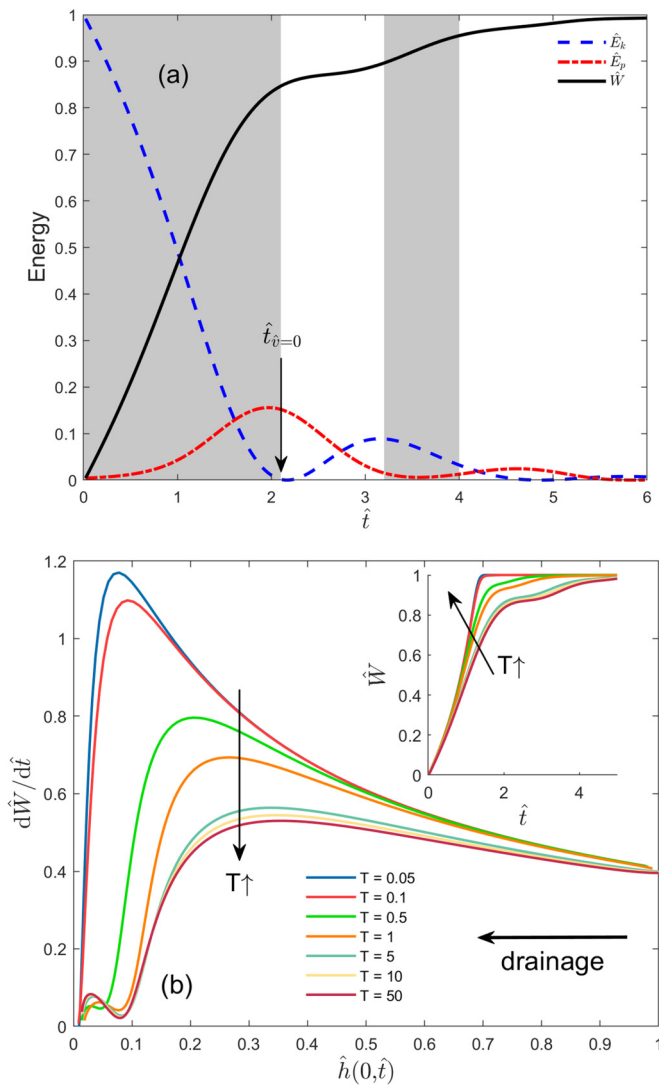 1
0.9
0.8
0.7
0.6
0.5
0.4
0.3
0.2
0.1
0
Energy
(a)
Ê_k
Ê_p
Ŵ
t̂_{v̂=0}
0 1 2 3 4 5 6
t̂
1.2
1
0.8
0.6
0.4
0.2
0
dŴ/dt̂
T↑
T = 0.05
T = 0.1
T = 0.5
T = 1
T = 5
T = 10
T = 50
(b)
drainage
0 0.1 0.2 0.3 0.4 0.5 0.6 0.7 0.8 0.9 1
ĥ(0,t̂)
1
0.8
0.6
0.4
0.2
0
Ŵ
T↑
0 2 4
t̂